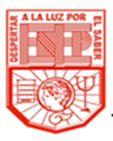 DESPERTAR A LA LUZ POR EL SABER
ENP